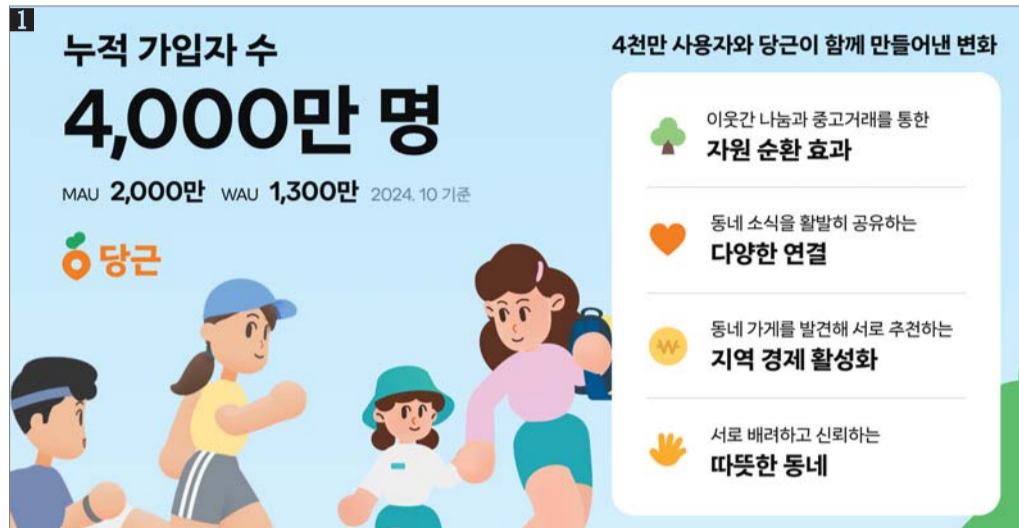 1
누적 가입자 수
4,000만 명
MAU 2,000만 WAU 1,300만 2024. 10 기준
당근
4천만 사용자와 당근이 함께 만들어낸 변화
이웃간 나눔과 중고거래를 통한
자원 순환 효과
동네 소식을 활발히 공유하는
다양한 연결
동네 가게를 발견해 서로 추천하는
지역 경제 활성화
서로 배려하고 신뢰하는
따뜻한 동네